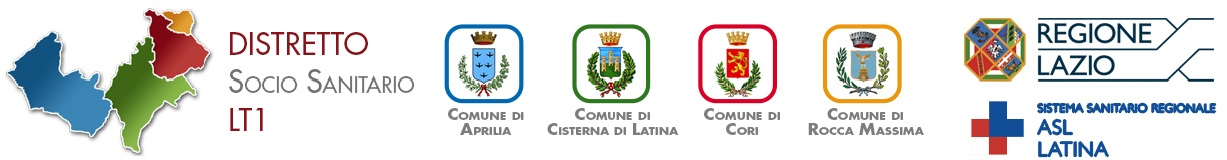 DISTRETTO
SOCIO SANITARIO
LT1
COMUNE DI
APRILIA
COMUNE DI
CISTERNA DI LATINA
COMUNE DI
CORI
COMUNE DI
ROCCA MASSIMA
REGIONE
LAZIO
SISTEMA SANITARIO REGIONALE
ASL
LATINA